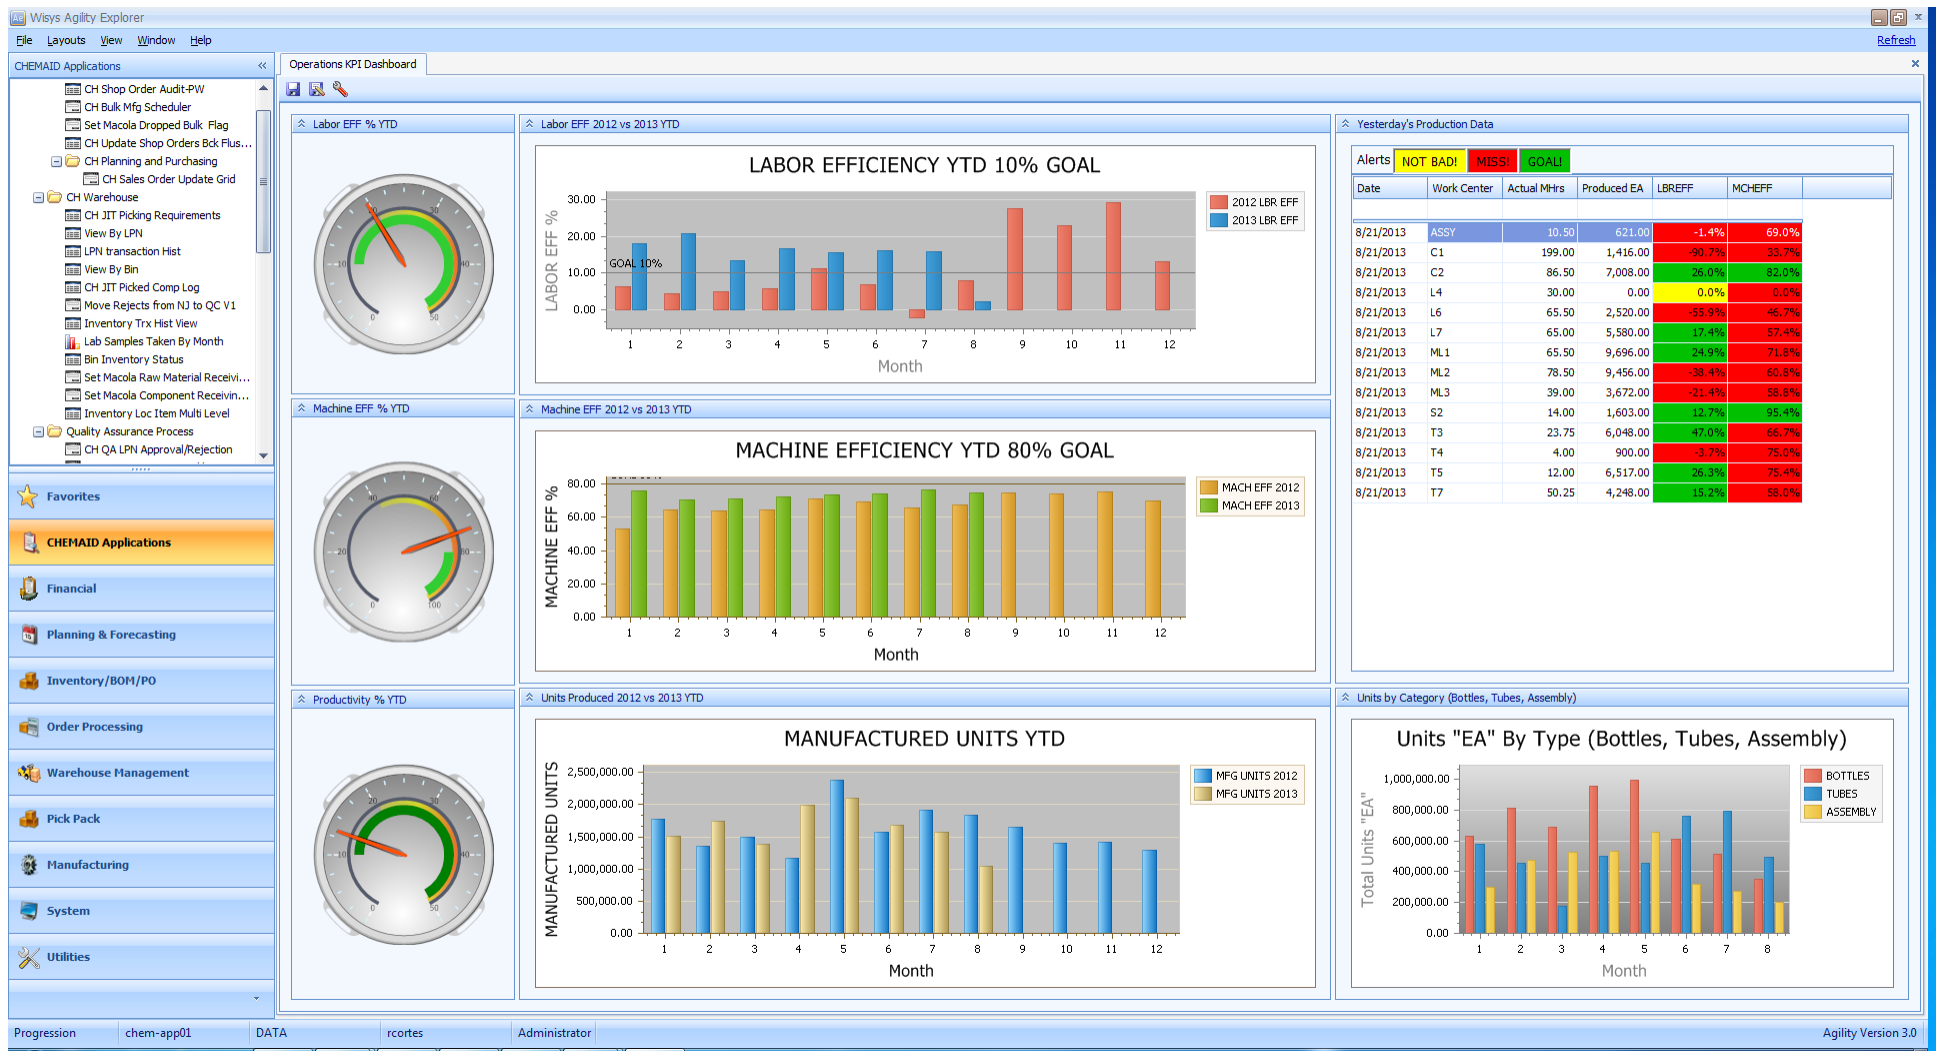 Wisys Agility Explorer
File Layouts View Window Help
Refresh
CHEMAID Applications
CH Shop Order Audit-PW
CH Bulk Mfg Scheduler
Set Macola Dropped Bulk Flag
CH Update Shop Orders Bck Flus...
CH Planning and Purchasing
CH Sales Order Update Grid
CH Warehouse
CH JIT Picking Requirements
View By LPN
LPN transaction Hist
View By Bin
CH JIT Picked Comp Log
Move Rejects from NJ to QC V1
Inventory Trx Hist View
Lab Samples Taken By Month
Bin Inventory Status
Set Macola Raw Material Receivi...
Set Macola Component Receivin...
Inventory Loc Item Multi Level
Quality Assurance Process
CH QA LPN Approval/Rejection
Favorites
CHEMAID Applications
Financial
Planning & Forecasting
Inventory/BOM/PO
Order Processing
Warehouse Management
Pick Pack
Manufacturing
System
Utilities
Operations KPI Dashboard
Labor EFF % YTD
0 10 20 30 40 50
Labor EFF 2012 vs 2013 YTD
LABOR EFFICIENCY YTD 10% GOAL
LABOR EFF %
30.00
20.00
10.00
0.00
GOAL 10%
1 2 3 4 5 6 7 8 9 10 11 12
Month
2012 LBR EFF
2013 LBR EFF
Machine EFF % YTD
0 20 40 60 80 100
Machine EFF 2012 vs 2013 YTD
MACHINE EFFICIENCY YTD 80% GOAL
MACHINE EFF %
80.00
60.00
40.00
20.00
0.00
1 2 3 4 5 6 7 8 9 10 11 12
Month
MACH EFF 2012
MACH EFF 2013
Productivity % YTD
0 20 30 40 50
Units Produced 2012 vs 2013 YTD
MANUFACTURED UNITS YTD
MANUFACTURED UNITS
2,500,000.00
2,000,000.00
1,500,000.00
1,000,000.00
500,000.00
0.00
1 2 3 4 5 6 7 8 9 10 11 12
Month
MFG UNITS 2012
MFG UNITS 2013
Yesterday's Production Data
Alerts NOT BAD! MISS! GOAL!
Date Work Center Actual MHrs Produced EA LBREFF MCHEFF
8/21/2013 ASSY 10.50 621.00 -1.4% 69.0%
8/21/2013 C1 199.00 1,416.00 -90.7% 33.7%
8/21/2013 C2 86.50 7,008.00 26.0% 82.0%
8/21/2013 L4 30.00 0.00 0.0% 0.0%
8/21/2013 L6 65.50 2,520.00 -55.9% 46.7%
8/21/2013 L7 65.00 5,580.00 17.4% 57.4%
8/21/2013 ML1 65.50 9,696.00 24.9% 71.8%
8/21/2013 ML2 78.50 9,456.00 -38.4% 60.8%
8/21/2013 ML3 39.00 3,672.00 -21.4% 58.8%
8/21/2013 S2 14.00 1,603.00 12.7% 95.4%
8/21/2013 T3 23.75 6,048.00 47.0% 66.7%
8/21/2013 T4 4.00 900.00 -3.7% 75.0%
8/21/2013 T5 12.00 6,517.00 26.3% 75.4%
8/21/2013 T7 50.25 4,248.00 15.2% 58.0%
Units by Category (Bottles, Tubes, Assembly)
Units "EA" By Type (Bottles, Tubes, Assembly)
Total Units "EA"
1,000,000.00
800,000.00
600,000.00
400,000.00
200,000.00
0.00
1 2 3 4 5 6 7 8
Month
BOTTLES
TUBES
ASSEMBLY
Progression chem-app01 DATA rcortes Administrator Agility Version 3.0